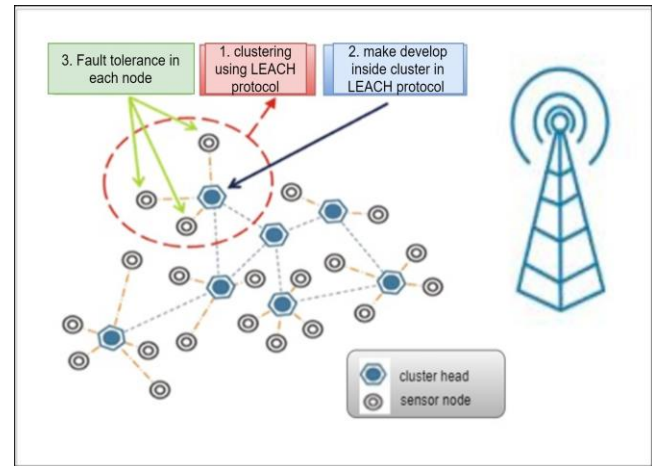 3. Fault tolerance in
each node
1. clustering
using LEACH
protocol
2. make develop
inside cluster in
LEACH protocol
cluster head
sensor node